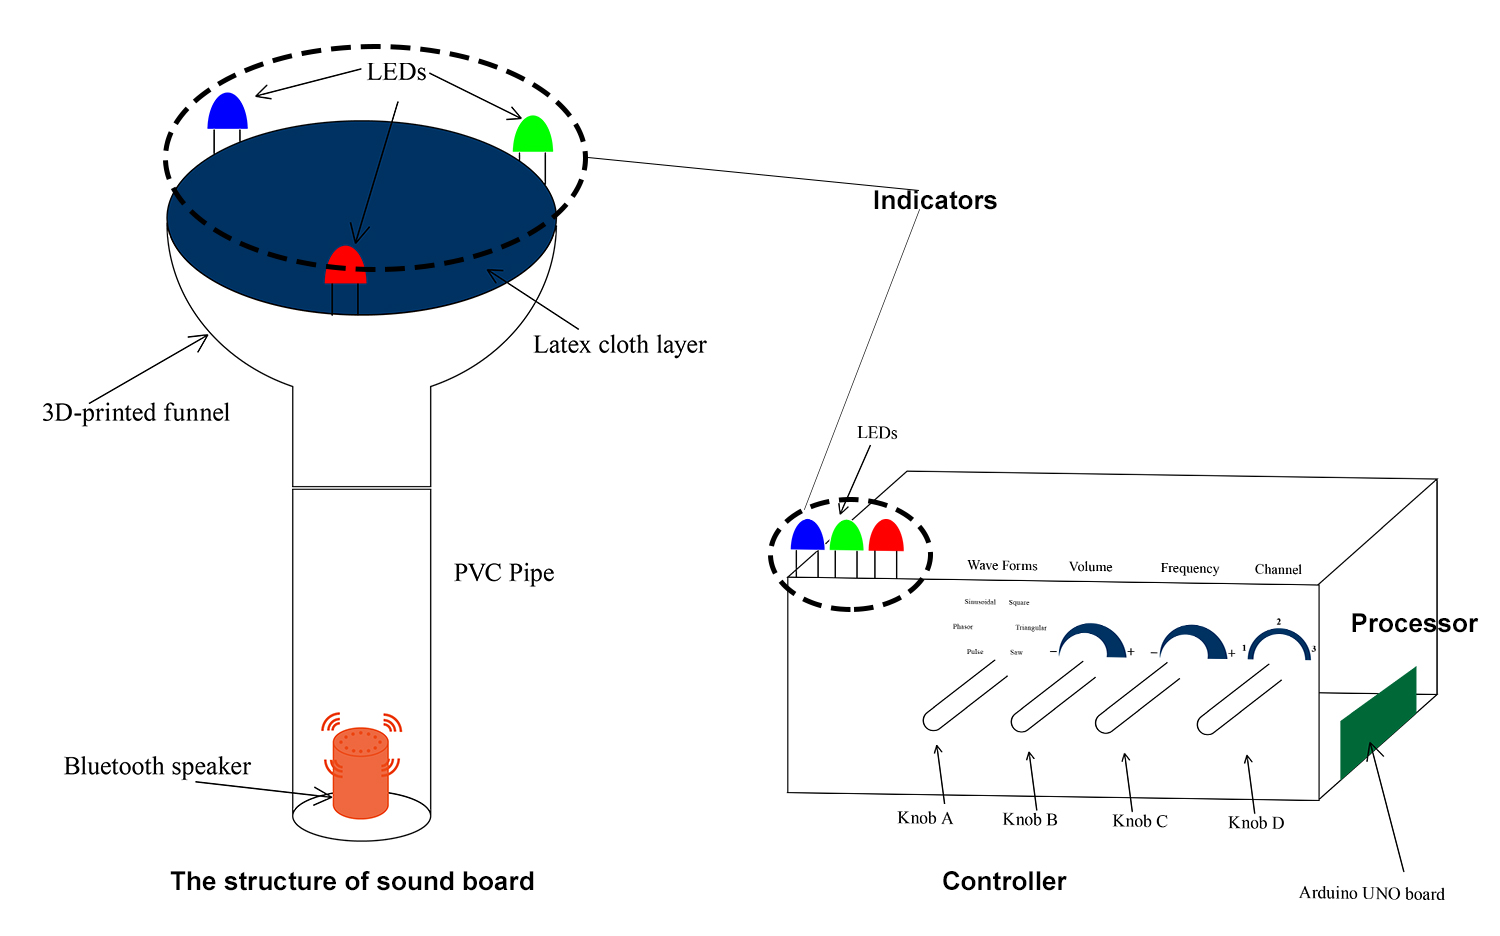 LEDs
Indicators
Latex cloth layer
3D-printed funnel
LEDs
PVC Pipe
Wave Forms
Volume
Frequency
Channel
Sinusoidal
Square
Phasor
Triangular
Pulse
Saw
−
+
−
+
1
2
3
Processor
Bluetooth speaker
Knob A
Knob B
Knob C
Knob D
The structure of sound board
Controller
Arduino UNO board